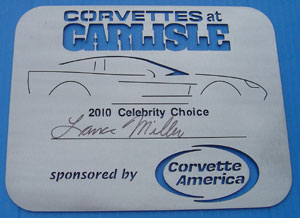 CORVETTES at
CARLISLE
2010 Celebrity Choice
Lance Miller
sponsored by
Corvette
America